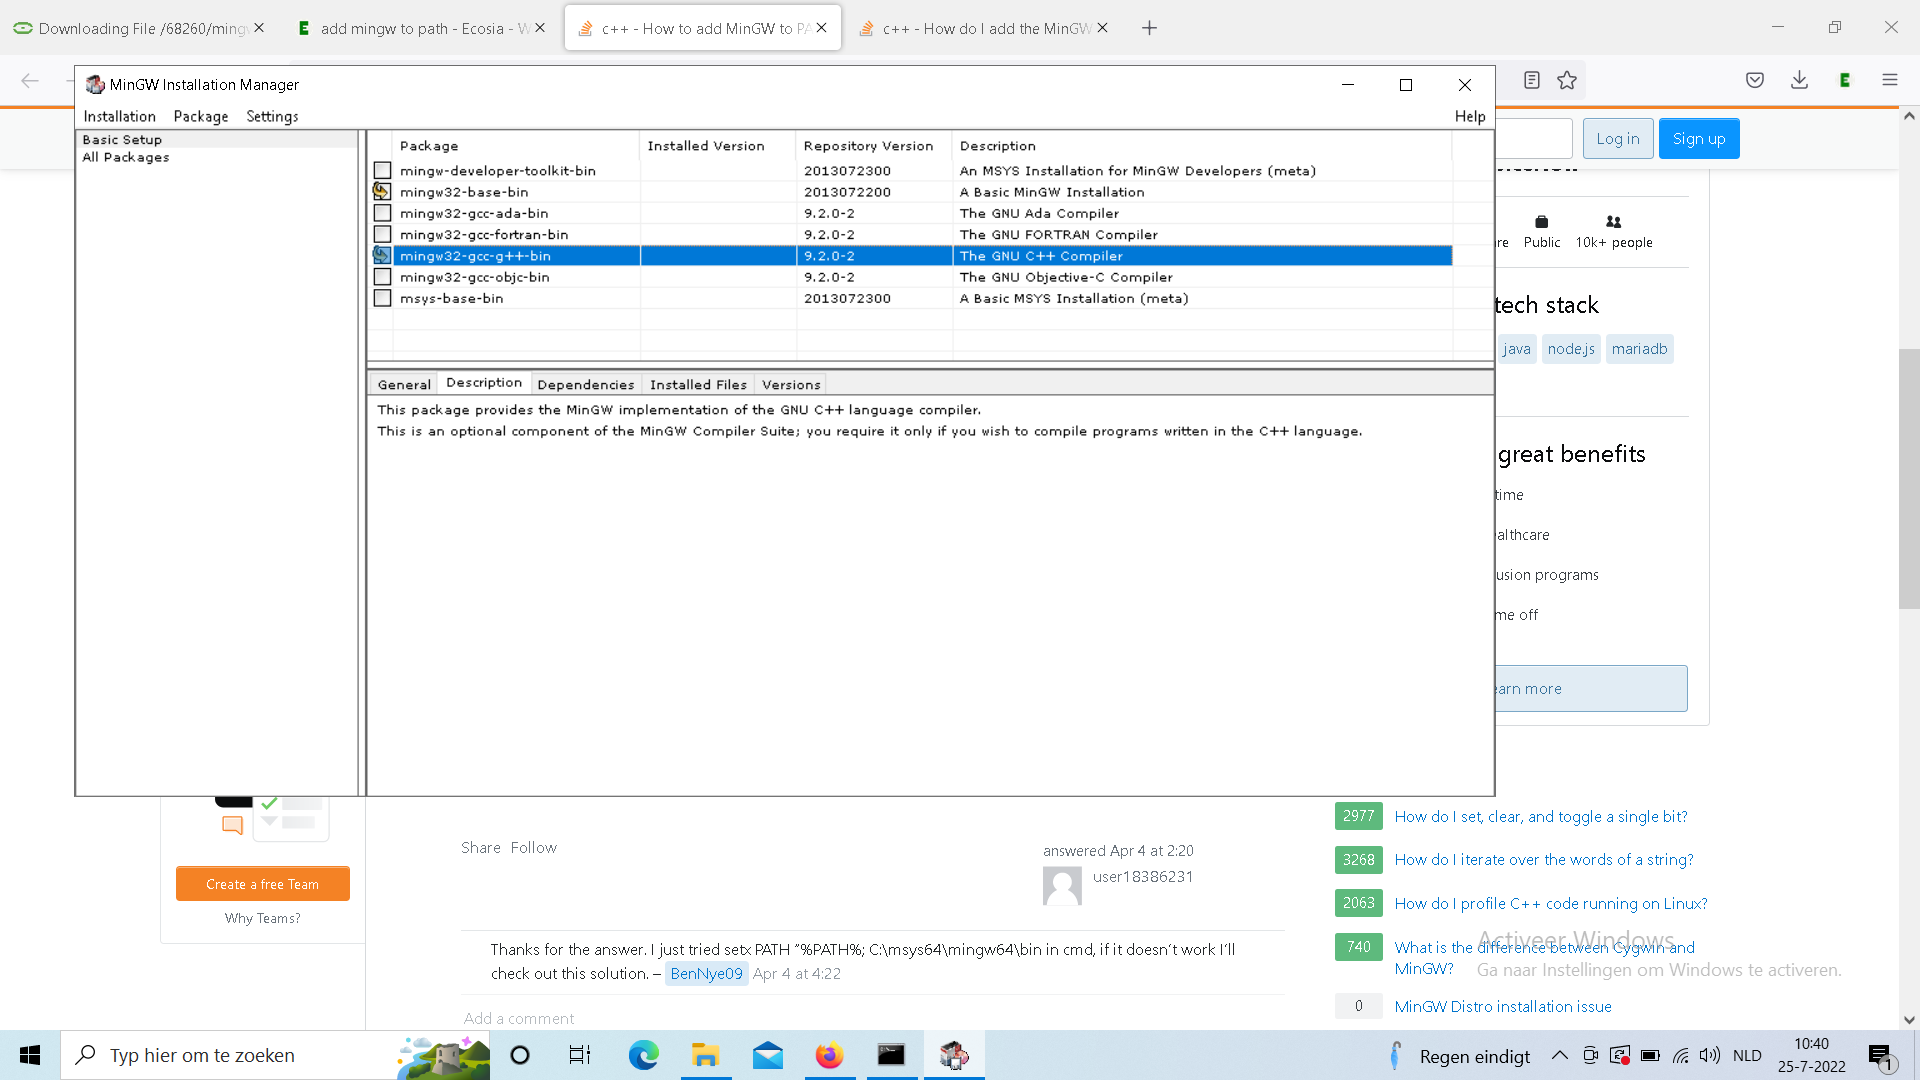 Downloading File /68260/ming
add mingw to path - Ecosia - W
c++ - How to add MinGW to PA
c++ - How do I add the MinGW
MinGW Installation Manager
Installation Package Settings Help
Basic Setup
All Packages
Package Installed Version Repository Version Description
mingw-developer-toolkit-bin 2013072300 An MSYS Installation for MinGW Developers (meta)
mingw32-base-bin 2013072200 A Basic MinGW Installation
mingw32-gcc-ada-bin 9.2.0-2 The GNU Ada Compiler
mingw32-gcc-fortran-bin 9.2.0-2 The GNU FORTRAN Compiler
mingw32-gcc-g++-bin 9.2.0-2 The GNU C++ Compiler
mingw32-gcc-objc-bin 9.2.0-2 The GNU Objective-C Compiler
msys-base-bin 2013072300 A Basic MSYS Installation (meta)
General Description Dependencies Installed Files Versions
This package provides the MinGW implementation of the GNU C++ language compiler.
This is an optional component of the MinGW Compiler Suite; you require it only if you wish to compile programs written in the C++ language.
Log in Sign up
re Public 10k+ people
tech stack
java node.js mariadb
great benefits
time
althcare
usion programs
me off
earn more
Create a free Team
Why Teams?
Share Follow
answered Apr 4 at 2:20
user18386231
Thanks for the answer. I just tried setx PATH "%PATH%; C:\msys64\mingw64\bin in cmd, if it doesn't work I'll
check out this solution. – BenNye09 Apr 4 at 4:22
Add a comment
2977 How do I set, clear, and toggle a single bit?
3268 How do I iterate over the words of a string?
2063 How do I profile C++ code running on Linux?
740 What is the difference between Cygwin and
MinGW?
0 MinGW Distro installation issue
Activeer Windows
Ga naar Instellingen om Windows te activeren.
Typ hier om te zoeken
Regen eindigt
NLD
10:40
25-7-2022
1